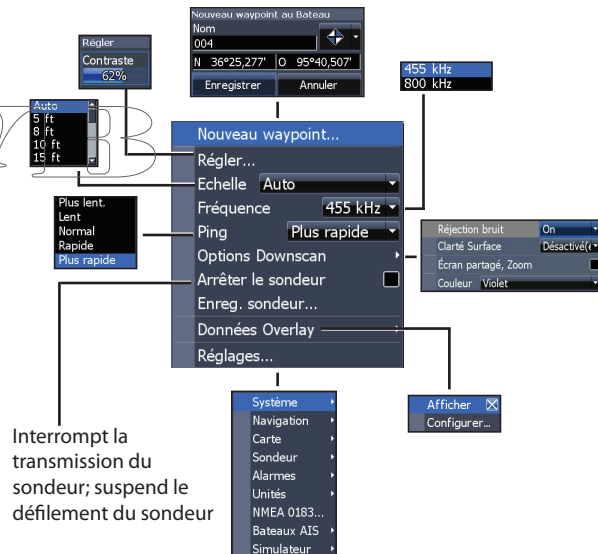 Nouveau waypoint au Bateau
Nom
004
N 36°25,277' O 95°40,507'
Enregistrer Annuler
Régler
Contraste
62%
455 kHz
800 kHz
Auto
5 ft
8 ft
10 ft
15 ft
Nouveau waypoint...
Régler...
Echelle Auto
Fréquence 455 kHz
Ping Plus rapide
Options Downscan
Arrêter le sondeur
Enreg. sondeur...
Données Overlay
Réglages...
Plus lent.
Lent
Normal
Rapide
Plus rapide
Réjection bruit On
Clarté Surface Désactivé(e
Écran partagé, Zoom
Couleur Violet
Afficher
Configurer...
Interrompt la
transmission du
sondeur; suspend le
défilement du sondeur
Système
Navigation
Carte
Sondeur
Alarmes
Unités
NMEA 0183...
Bateaux AIS
Simulateur